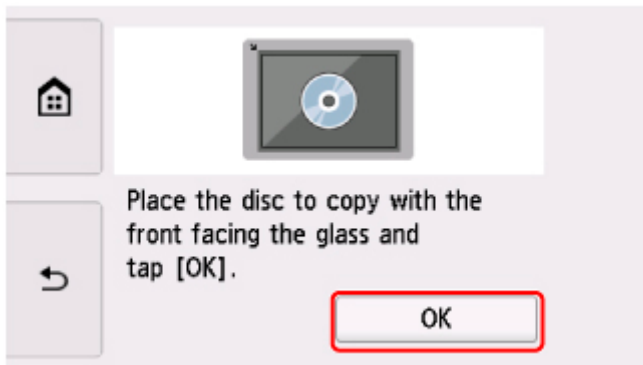 Place the disc to copy with the
front facing the glass and
tap [OK].
OK